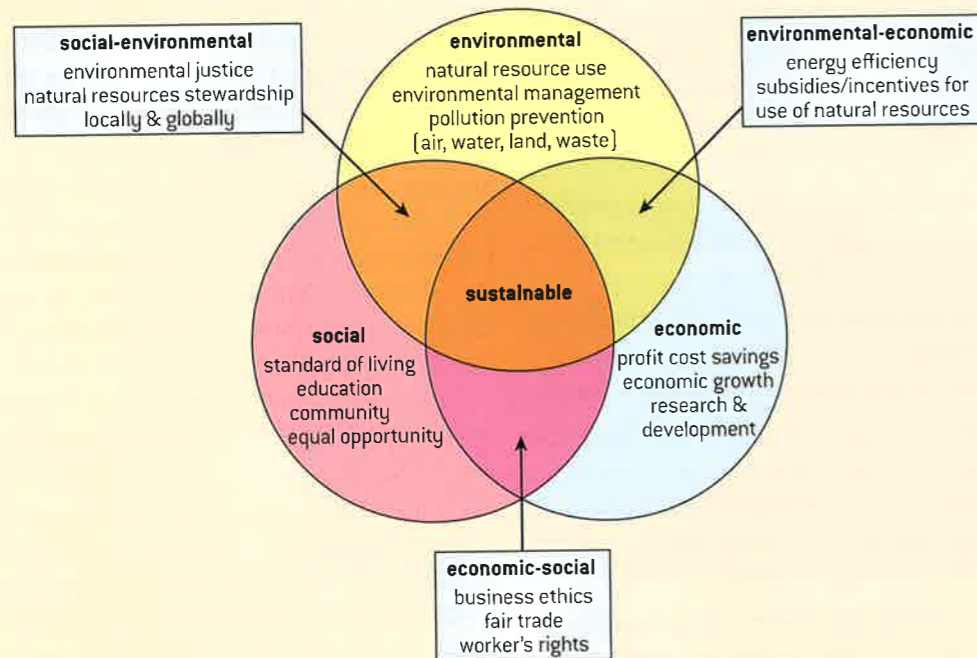 social-environmental
environmental justice
natural resources stewardship
locally & globally
environmental
natural resource use
environmental management
pollution prevention
(air, water, land, waste)
environmental-economic
energy efficiency
subsidies/incentives for
use of natural resources
sustainable
social
standard of living
education
community
equal opportunity
economic
profit cost savings
economic growth
research &
development
economic-social
business ethics
fair trade
worker's rights